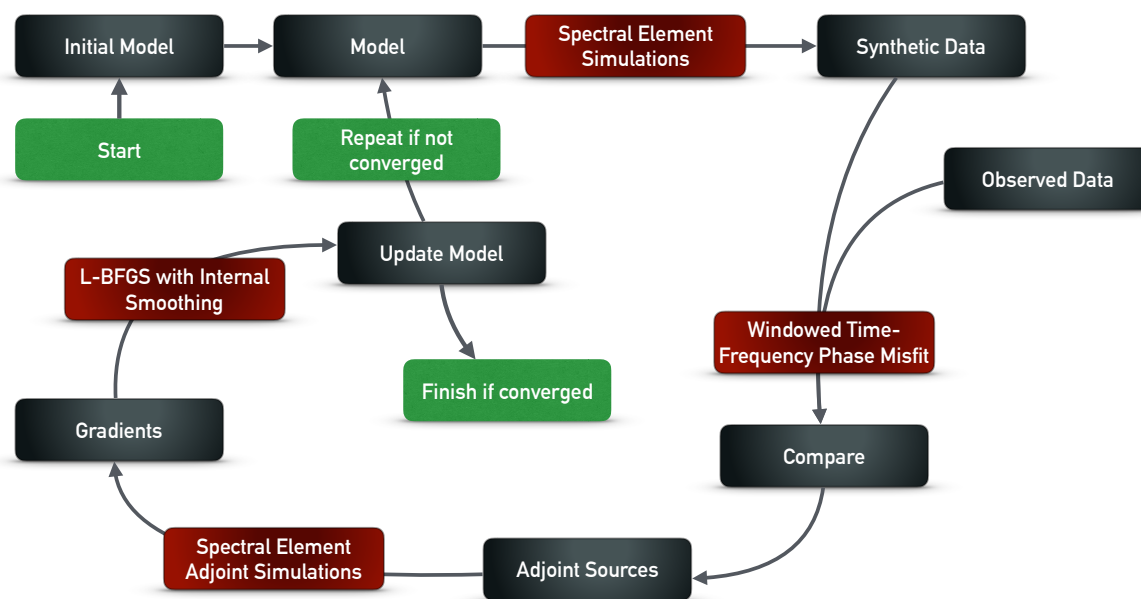 Initial Model
Model
Spectral Element
Simulations
Synthetic Data
Start
Repeat if not
converged
Observed Data
Update Model
L-BFGS with Internal
Smoothing
Windowed Time-
Frequency Phase Misfit
Finish if converged
Gradients
Compare
Spectral Element
Adjoint Simulations
Adjoint Sources